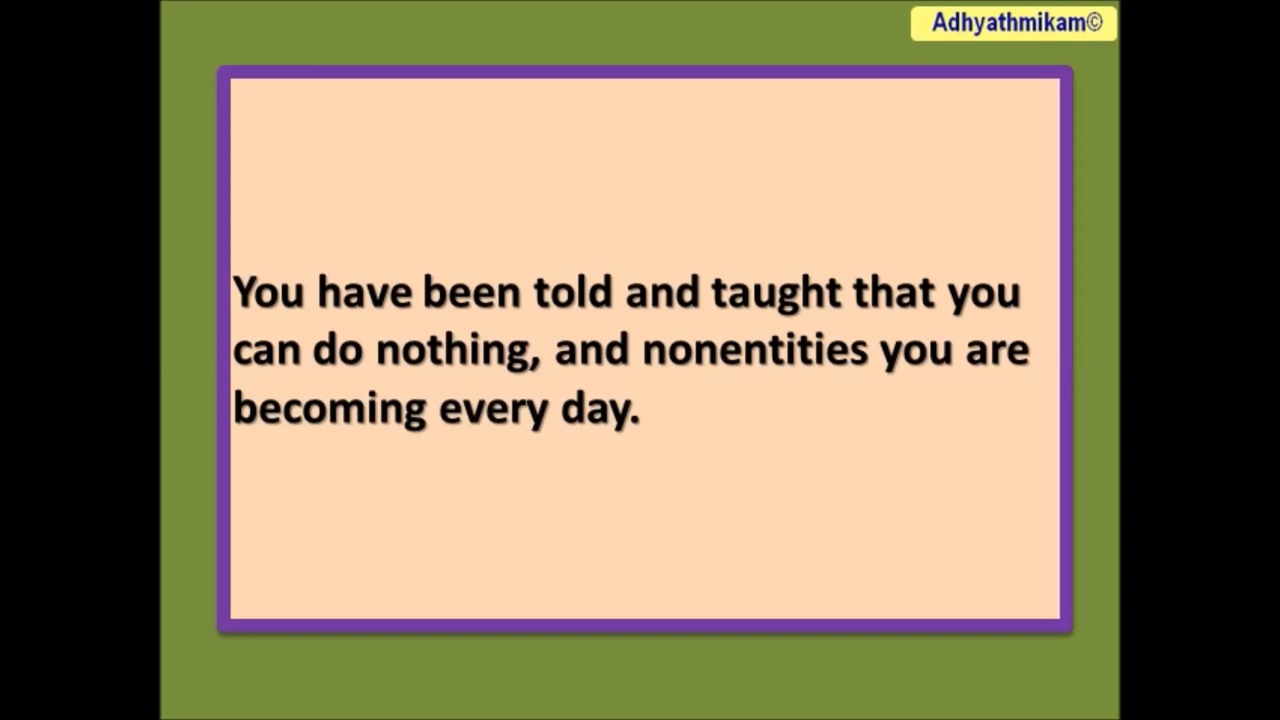 Adhyathmikam©
You have been told and taught that you
can do nothing, and nonentities you are
becoming every day.